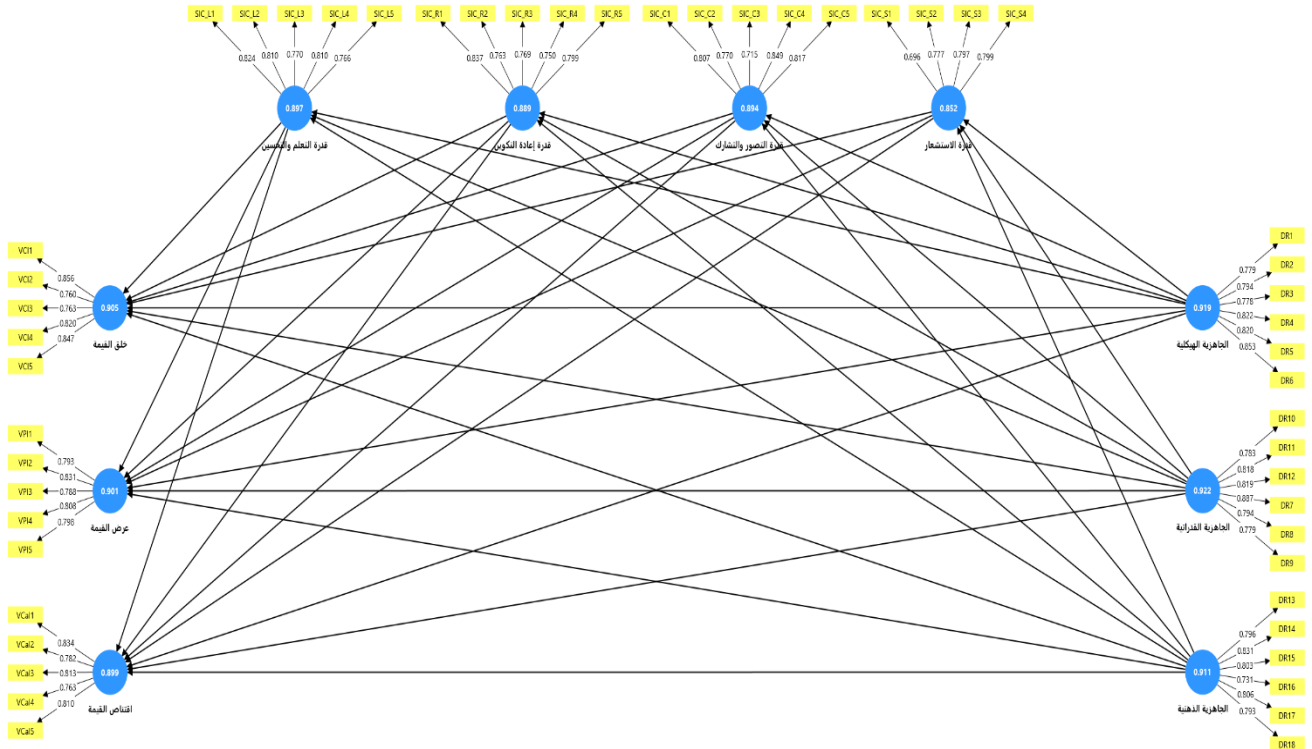 SIC_L1 SIC_L2 SIC_L3 SIC_L4 SIC_L5 SIC_R1 SIC_R2 SIC_R3 SIC_R4 SIC_R5 SIC_C1 SIC_C2 SIC_C3 SIC_C4 SIC_C5 SIC_S1 SIC_S2 SIC_S3 SIC_S4
0.824 0.810 0.770 0.810 0.766 0.837 0.763 0.769 0.750 0.799 0.807 0.770 0.715 0.849 0.817 0.696 0.777 0.797 0.799
0.897 0.889 0.894 0.852
قدرة التعلم والتحسين
قدرة إعادة التكوين
قدرة التصور والتشارك
قدرة الاستشعار
VCI1
VCI2
VCI3
VCI4
VCI5
0.856
0.760
0.763
0.820
0.847
0.905
خلق القيمة
DR1
DR2
DR3
DR4
DR5
DR6
0.779
0.794
0.778
0.822
0.820
0.853
0.919
الجاهزية الهيكلية
VPI1
VPI2
VPI3
VPI4
VPI5
0.793
0.831
0.788
0.808
0.798
0.901
عرض القيمة
DR10
DR11
DR12
DR7
DR8
DR9
0.783
0.818
0.819
0.887
0.794
0.779
0.922
الجاهزية القدراتية
VCaI1
VCaI2
VCaI3
VCaI4
VCaI5
0.834
0.782
0.813
0.763
0.810
0.899
اقتناص القيمة
DR13
DR14
DR15
DR16
DR17
DR18
0.796
0.831
0.803
0.731
0.806
0.793
0.911
الجاهزية الذهنية